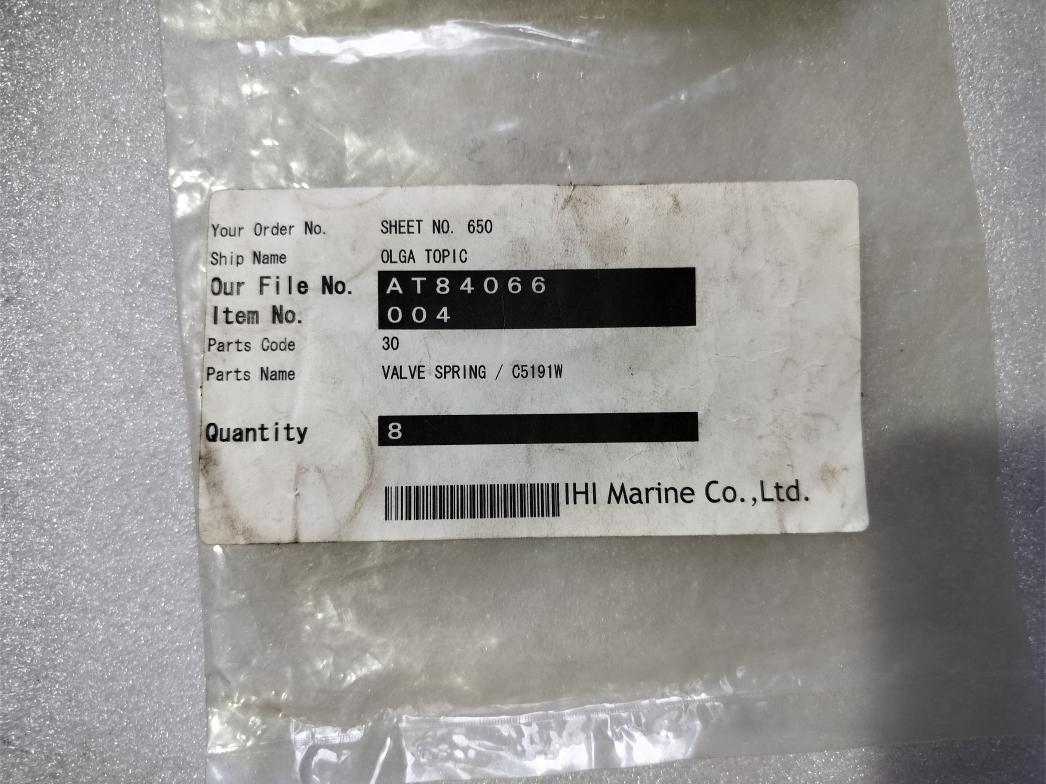 Your Order No. SHEET NO. 650
Ship Name OLGA TOPIC
Our File No. AT84066
Item No. 004
Parts Code 30
Parts Name VALVE SPRING / C5191W
Quantity 8
IHI Marine Co.,Ltd.